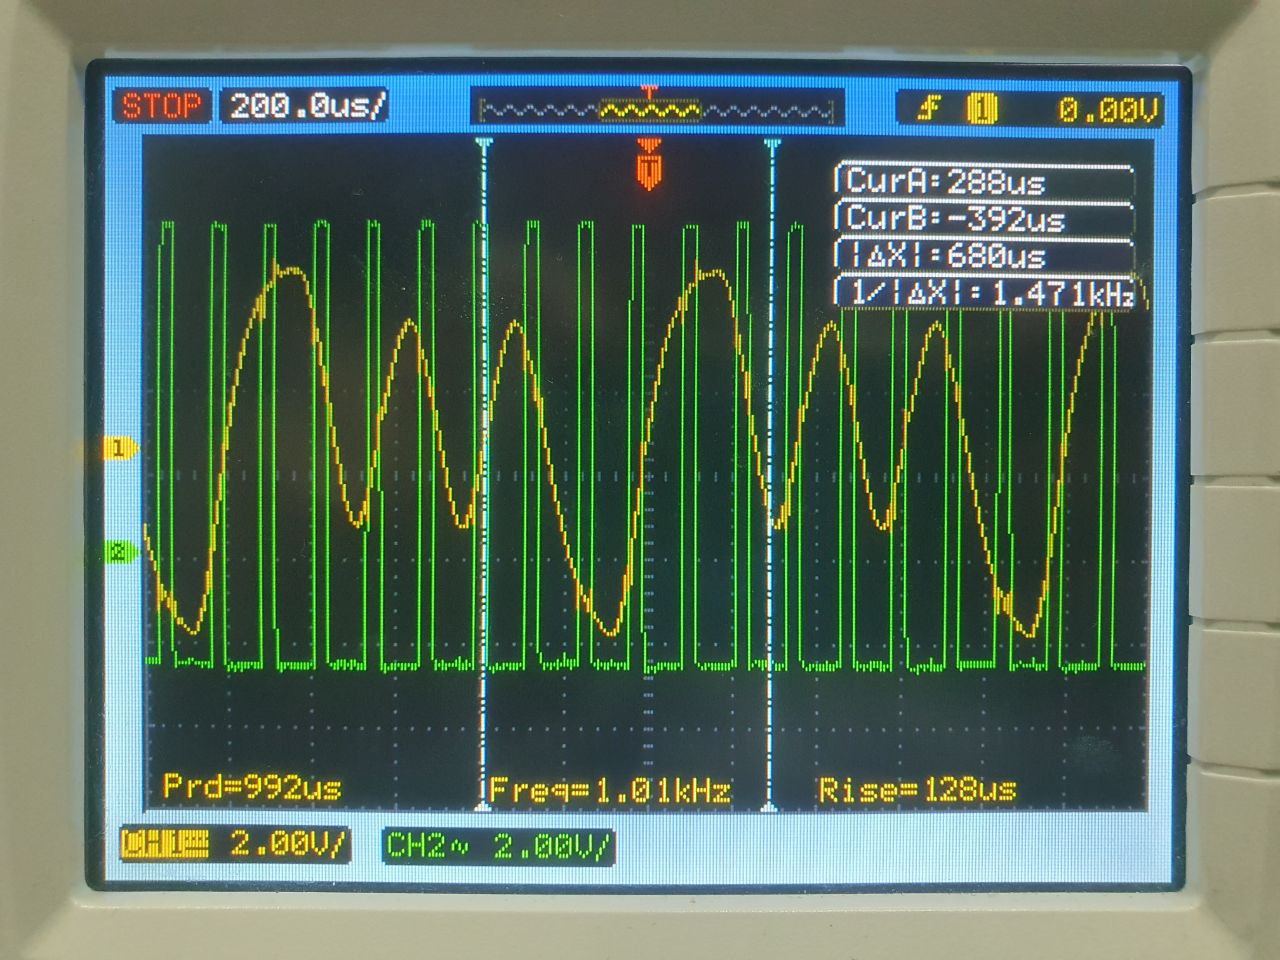 STOP 200.0us/ T 1 0.00V
T
CurA:288us
CurB:-392us
|ΔX|:680us
1/|ΔX|: 1.471kHz
1
2
Prd=992us Freq=1.01kHz Rise=128us
CH1 2.00V/ CH2∿ 2.00V/